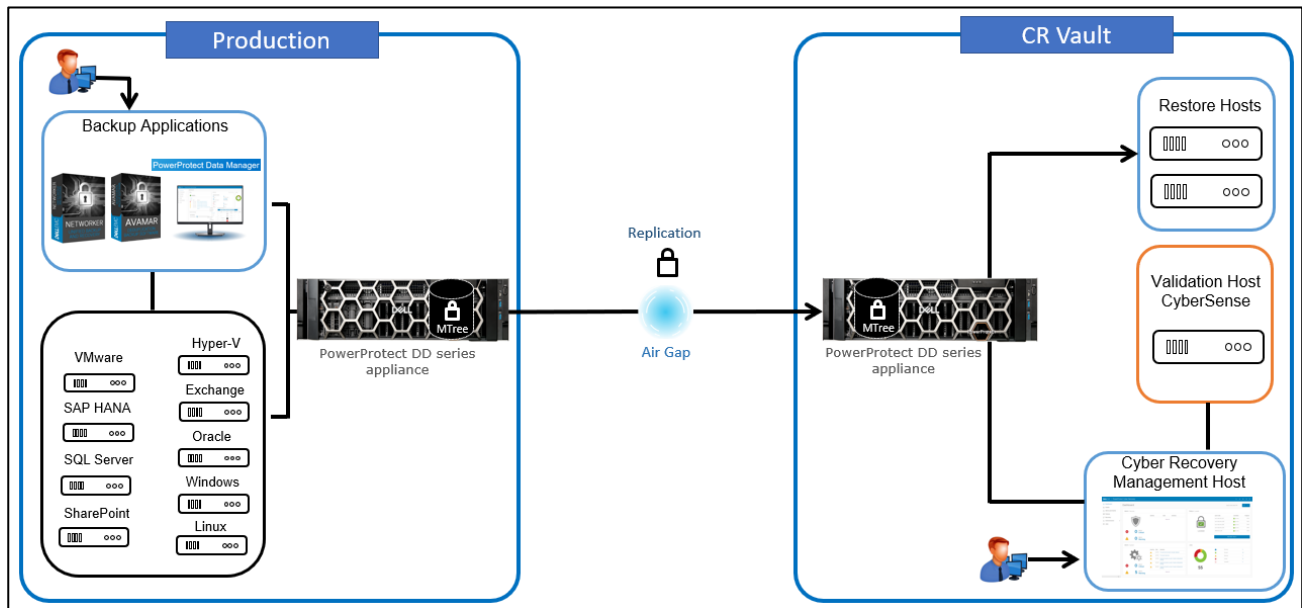 Production
CR Vault
Backup Applications
PowerProtect Data Manager
NETWORKER
AVAMAR
VMware
SAP HANA
SQL Server
SharePoint
Hyper-V
Exchange
Oracle
Windows
Linux
DELL
MTree
PowerProtect DD series
appliance
Replication
Air Gap
DELL
MTree
PowerProtect DD series
appliance
Restore Hosts
Validation Host
CyberSense
Cyber Recovery
Management Host